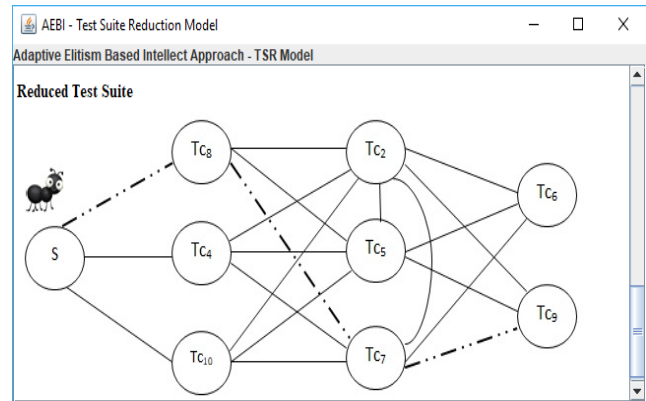 AEBI - Test Suite Reduction Model
Adaptive Elitism Based Intellect Approach - TSR Model
Reduced Test Suite
Tc8
Tc2
Tc6
S
Tc4
Tc5
Tc9
Tc10
Tc7